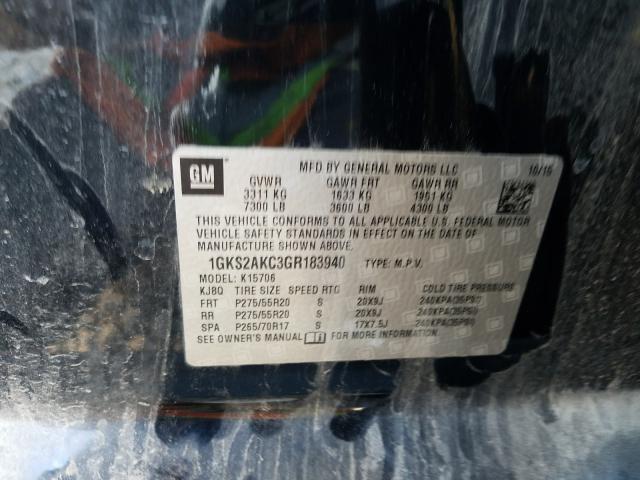 GM
MFD BY GENERAL MOTORS LLC 10/15
GVWR GAWR FRT GAWR RR
3311 KG 1633 KG 1951 KG
7300 LB 3600 LB 4300 LB
THIS VEHICLE CONFORMS TO ALL APPLICABLE U.S. FEDERAL MOTOR
VEHICLE SAFETY STANDARDS IN EFFECT ON THE DATE OF
MANUFACTURE SHOWN ABOVE.
1GKS2AKC3GR183940 TYPE: M.P.V.
MODEL: K15706
KJBQ TIRE SIZE SPEED RTG RIM COLD TIRE PRESSURE
FRT P275/55R20 S 20X9J 240KPA(35PSI)
RR P275/55R20 S 20X9J 240KPA(35PSI)
SPA P265/70R17 S 17X7.5J 240KPA(35PSI)
SEE OWNER'S MANUAL FOR MORE INFORMATION